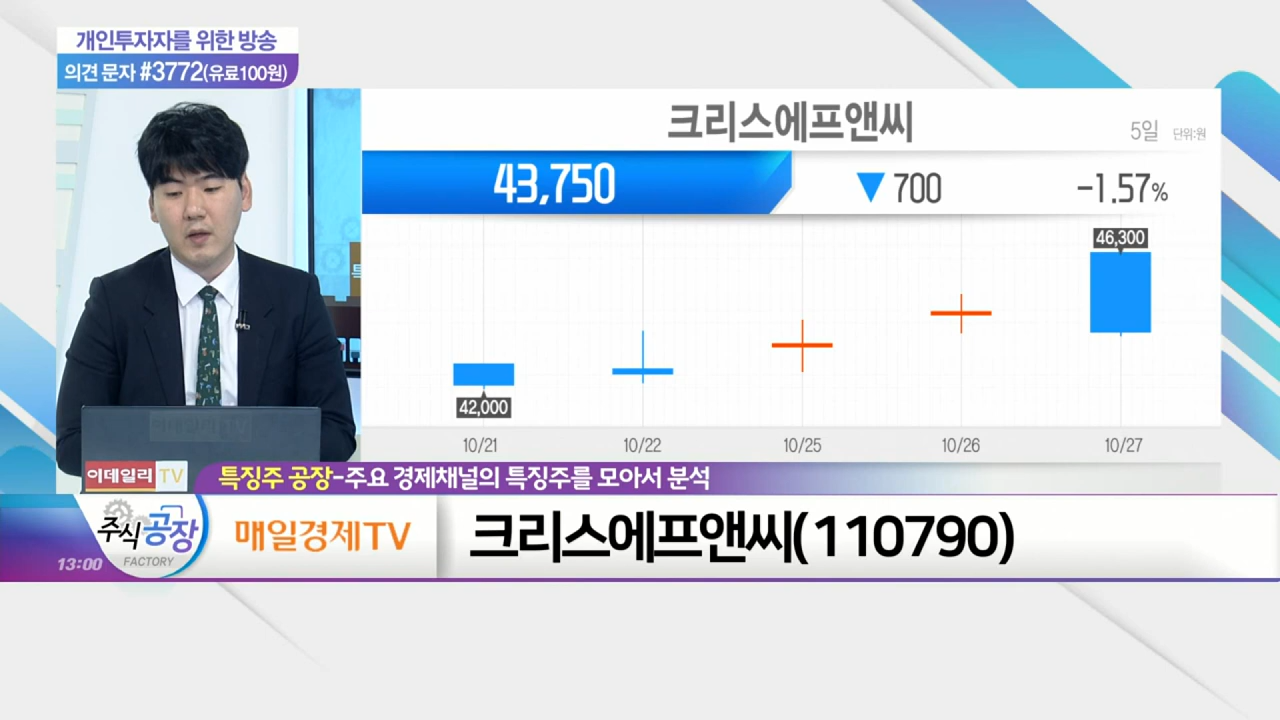 개인투자자를 위한 방송
의견 문자 #3772(유료100원)
크리스에프앤씨
5일 단위:원
43,750 ▼700 -1.57%
46,300
42,000
10/21 10/22 10/25 10/26 10/27
이데일리TV
특징주 공장-주요 경제채널의 특징주를 모아서 분석
주식공장
FACTORY
매일경제TV
크리스에프앤씨(110790)
13:00